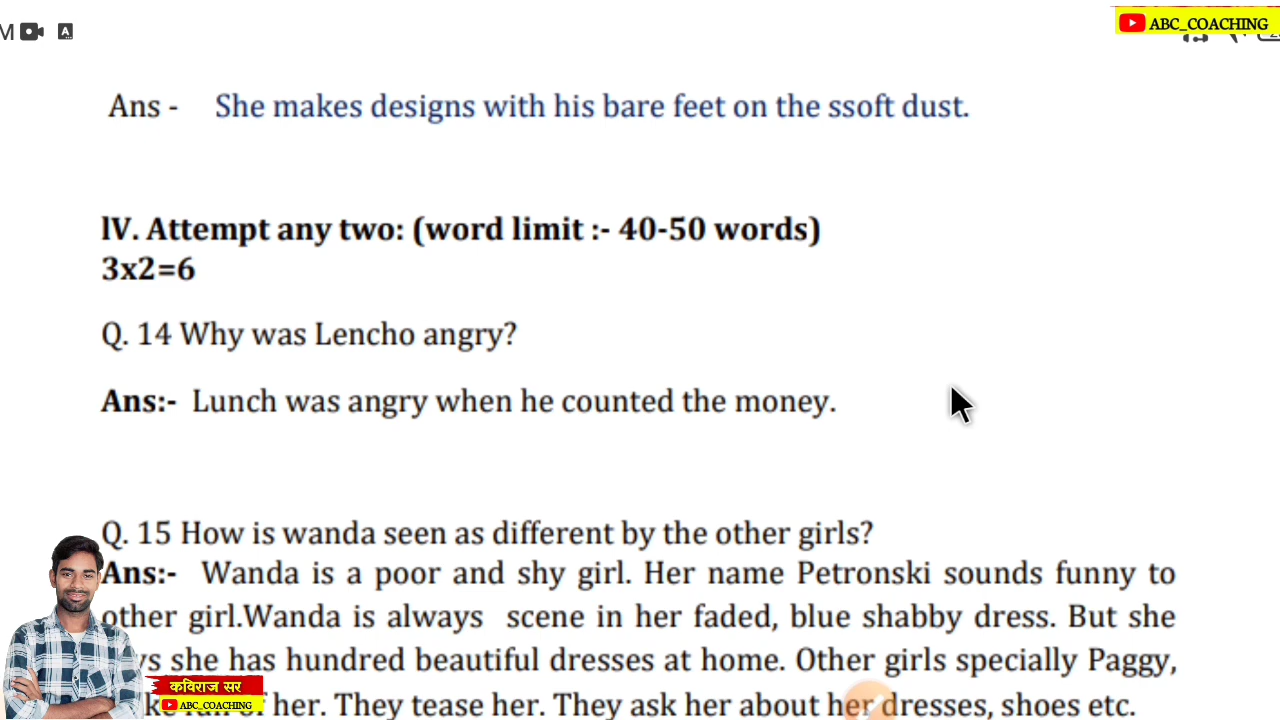 M
ABC_COACHING
Ans - She makes designs with his bare feet on the ssoft dust.
lV. Attempt any two: (word limit :- 40-50 words)
3x2=6
Q. 14 Why was Lencho angry?
Ans:- Lunch was angry when he counted the money.
Q. 15 How is wanda seen as different by the other girls?
Ans:- Wanda is a poor and shy girl. Her name Petronski sounds funny to
other girl.Wanda is always scene in her faded, blue shabby dress. But she
she has hundred beautiful dresses at home. Other girls specially Paggy,
her. They tease her. They ask her about her dresses, shoes etc.
कविराज सर
ABC_COACHING